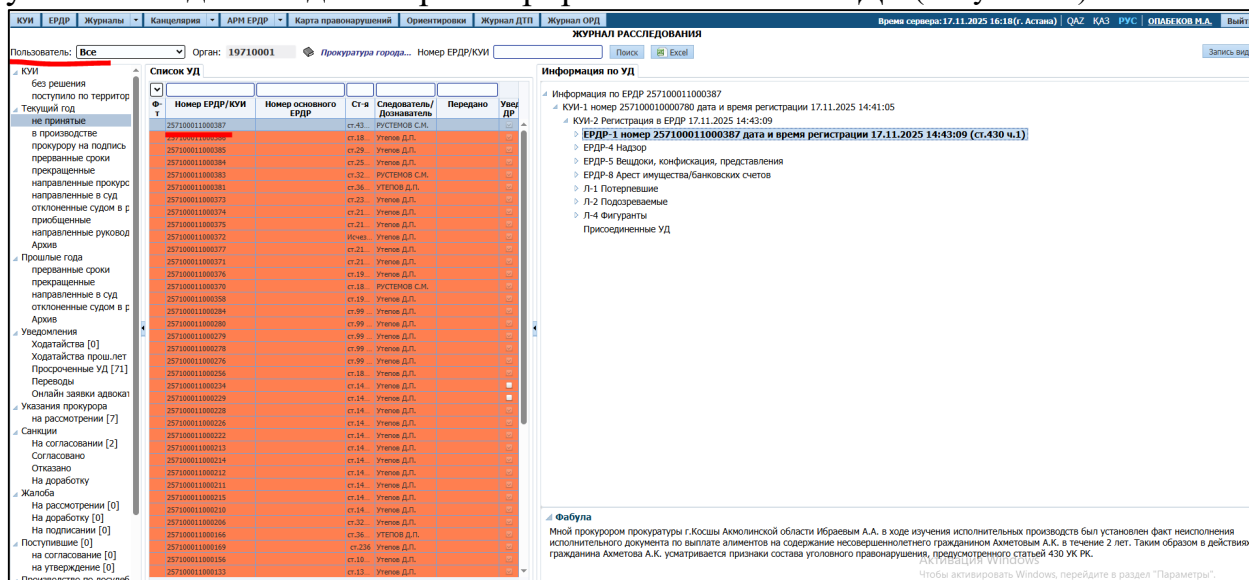 КУИ ЕРДР Журналы Канцелярия АРМ ЕРДР Карта правонарушений Ориентировки Журнал ДТП Журнал ОРД Время сервера:17.11.2025 16:18(г. Астана) QAZ ҚАЗ РУС ОПАБЕКОВ М.А. Выйти
ЖУРНАЛ РАССЛЕДОВАНИЯ
Пользователь: Все Орган: 19710001 Прокуратура города... Номер ЕРДР/КУИ Поиск Excel Запись вид
КУИ
без решения
поступило по территор
Текущий год
не принятые
в производстве
прокурору на подпись
прерванные сроки
прекращенные
направленные прокурс
направленные в суд
отклоненные судом в р
приобщенные
направленные руковод
Архив
Прошлые года
прерванные сроки
прекращенные
направленные в суд
отклоненные судом в р
Архив
Уведомления
Ходатайства [0]
Ходатайства прош.лет
Просроченные УД [71]
Переводы
Онлайн заявки адвокат
Указания прокурора
на рассмотрении [7]
Санкции
На согласовании [2]
Согласовано
Отказано
На доработку
Жалоба
На рассмотрении [0]
На доработку [0]
На подписании [0]
Поступившие [0]
на согласование [0]
на утверждение [0]
Список УД
Ф-т Номер ЕРДР/КУИ Номер основного ЕРДР Ст-я Следователь/Дознаватель Передано Увед ДР
257100011000387 ст.43... РУСТЕМОВ С.М.
ст.18... Утепов Д.П.
257100011000385 ст.29... Утепов Д.П.
257100011000384 ст.25... Утепов Д.П.
257100011000383 ст.32... РУСТЕМОВ С.М.
257100011000381 ст.36... УТЕПОВ Д.П.
257100011000373 ст.23... Утепов Д.П.
257100011000374 ст.21... Утепов Д.П.
257100011000375 ст.21... Утепов Д.П.
257100011000372 Исчез... Утепов Д.П.
257100011000377 ст.21... Утепов Д.П.
257100011000371 ст.21... Утепов Д.П.
257100011000376 ст.19... Утепов Д.П.
257100011000370 ст.18... РУСТЕМОВ С.М.
257100011000358 ст.19... Утепов Д.П.
257100011000284 ст.99 ... Утепов Д.П.
257100011000280 ст.99 ... Утепов Д.П.
257100011000279 ст.99 ... Утепов Д.П.
257100011000278 ст.99 ... Утепов Д.П.
257100011000276 ст.99 ... Утепов Д.П.
257100011000256 ст.18... Утепов Д.П.
257100011000234 ст.14... Утепов Д.П.
257100011000229 ст.14... Утепов Д.П.
257100011000228 ст.14... Утепов Д.П.
257100011000226 ст.14... Утепов Д.П.
257100011000222 ст.14... Утепов Д.П.
257100011000213 ст.14... Утепов Д.П.
257100011000214 ст.14... Утепов Д.П.
257100011000212 ст.14... Утепов Д.П.
257100011000211 ст.14... Утепов Д.П.
257100011000215 ст.14... Утепов Д.П.
257100011000210 ст.14... Утепов Д.П.
257100011000206 ст.32... Утепов Д.П.
257100011000166 ст.36... УТЕПОВ Д.П.
257100011000169 ст.236 Утепов Д.П.
257100011000156 ст.10... Утепов Д.П.
257100011000133 ст.13... Утепов Д.П.
Информация по УД
Информация по ЕРДР 257100011000387
КУИ-1 номер 257100010000780 дата и время регистрации 17.11.2025 14:41:05
КУИ-2 Регистрация в ЕРДР 17.11.2025 14:43:09
ЕРДР-1 номер 257100011000387 дата и время регистрации 17.11.2025 14:43:09 (ст.430 ч.1)
ЕРДР-4 Надзор
ЕРДР-5 Вещдоки, конфискация, представления
ЕРДР-8 Арест имущества/банковских счетов
Л-1 Потерпевшие
Л-2 Подозреваемые
Л-4 Фигуранты
Присоединенные УД
Фабула
Мной прокурором прокуратуры г.Косшы Акмолинской области Ибраевым А.А. в ходе изучения исполнительных производств был установлен факт неисполнения
исполнительного документа по выплате алиментов на содержание несовершеннолетнего гражданином Ахметовым А.К. в течение 2 лет. Таким образом в действиях
гражданина Ахметова А.К. усматривается признаки состава уголовного правонарушения, предусмотренного статьей 430 УК РК.
Активация Windows
Чтобы активировать Windows, перейдите в раздел "Параметры".